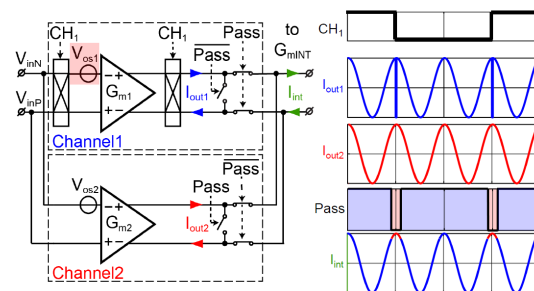 CH1
CH1
Pass
to
GmINT
VinN
Vos1
Pass
Gm1
Iout1
Iint
VinP
Channel1
Pass
Vos2
Pass
Gm2
Iout2
Channel2
CH1
Iout1
Iout2
Pass
Iint